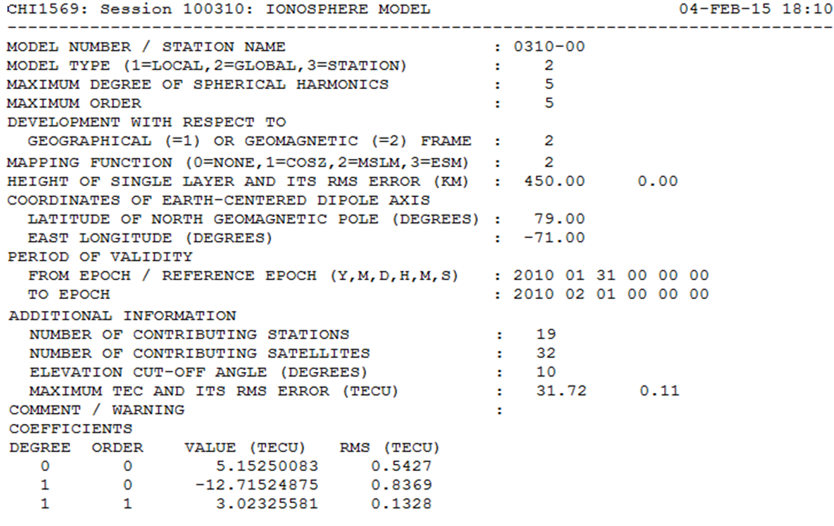 CHI1569: Session 100310: IONOSPHERE MODEL 04-FEB-15 18:10
--------------------------------------------------------------------------------
MODEL NUMBER / STATION NAME : 0310-00
MODEL TYPE (1=LOCAL,2=GLOBAL,3=STATION) : 2
MAXIMUM DEGREE OF SPHERICAL HARMONICS : 5
MAXIMUM ORDER : 5
DEVELOPMENT WITH RESPECT TO
GEOGRAPHICAL (=1) OR GEOMAGNETIC (=2) FRAME : 2
MAPPING FUNCTION (0=NONE,1=COSZ,2=MSLM,3=ESM) : 2
HEIGHT OF SINGLE LAYER AND ITS RMS ERROR (KM) : 450.00 0.00
COORDINATES OF EARTH-CENTERED DIPOLE AXIS
LATITUDE OF NORTH GEOMAGNETIC POLE (DEGREES) : 79.00
EAST LONGITUDE (DEGREES) : -71.00
PERIOD OF VALIDITY
FROM EPOCH / REFERENCE EPOCH (Y,M,D,H,M,S) : 2010 01 31 00 00 00
TO EPOCH : 2010 02 01 00 00 00
ADDITIONAL INFORMATION
NUMBER OF CONTRIBUTING STATIONS : 19
NUMBER OF CONTRIBUTING SATELLITES : 32
ELEVATION CUT-OFF ANGLE (DEGREES) : 10
MAXIMUM TEC AND ITS RMS ERROR (TECU) : 31.72 0.11
COMMENT / WARNING :
COEFFICIENTS
DEGREE ORDER VALUE (TECU) RMS (TECU)
0 0 5.15250083 0.5427
1 0 -12.71524875 0.8369
1 1 3.02325581 0.1328